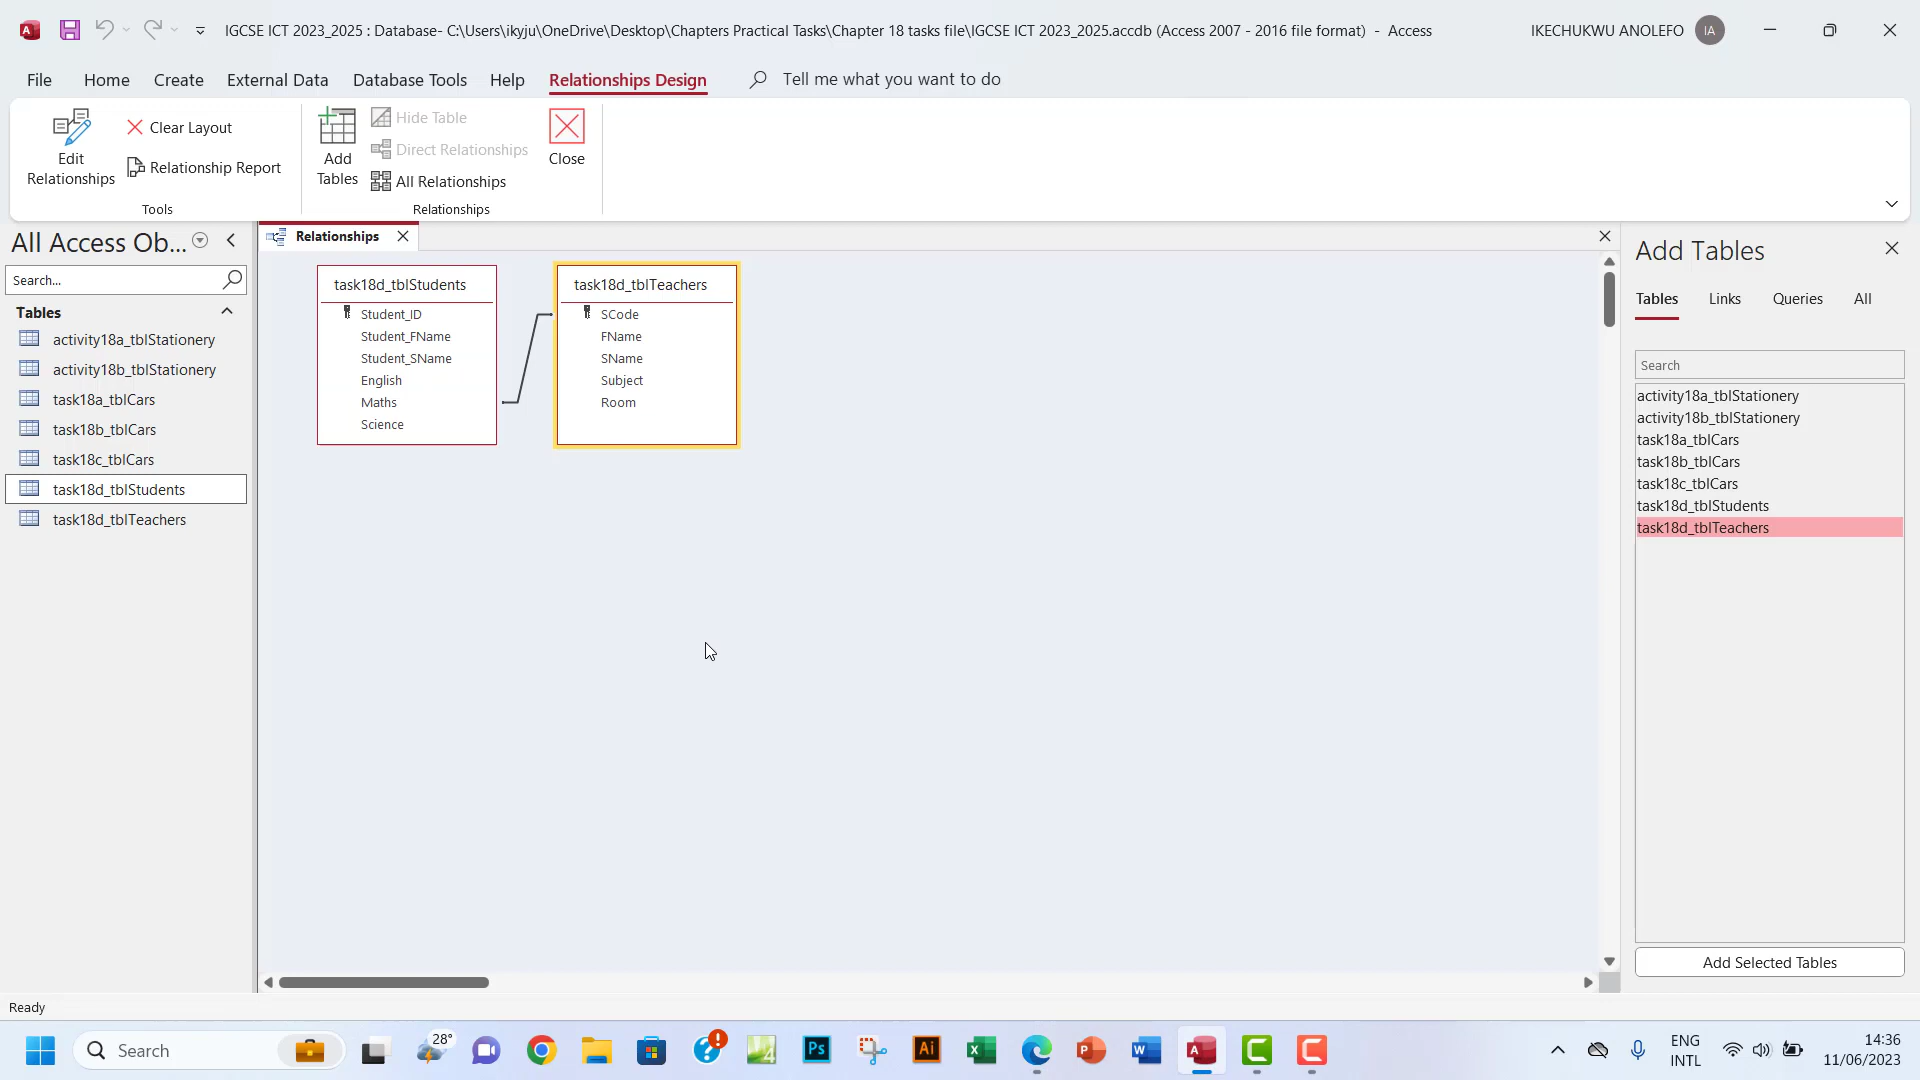 IGCSE ICT 2023_2025 : Database- C:\Users\ikyju\OneDrive\Desktop\Chapters Practical Tasks\Chapter 18 tasks file\IGCSE ICT 2023_2025.accdb (Access 2007 - 2016 file format) - Access
IKECHUKWU ANOLEFO
IA
File
Home
Create
External Data
Database Tools
Help
Relationships Design
Tell me what you want to do
Edit
Relationships
Clear Layout
Relationship Report
Tools
Add
Tables
Hide Table
Direct Relationships
All Relationships
Relationships
Close
All Access Ob...
Search...
Tables
activity18a_tblStationery
activity18b_tblStationery
task18a_tblCars
task18b_tblCars
task18c_tblCars
task18d_tblStudents
task18d_tblTeachers
Relationships
task18d_tblStudents
Student_ID
Student_FName
Student_SName
English
Maths
Science
task18d_tblTeachers
SCode
FName
SName
Subject
Room
Add Tables
Tables
Links
Queries
All
Search
activity18a_tblStationery
activity18b_tblStationery
task18a_tblCars
task18b_tblCars
task18c_tblCars
task18d_tblStudents
task18d_tblTeachers
Add Selected Tables
Ready
Search
28°
Ps
Ai
ENG
INTL
14:36
11/06/2023